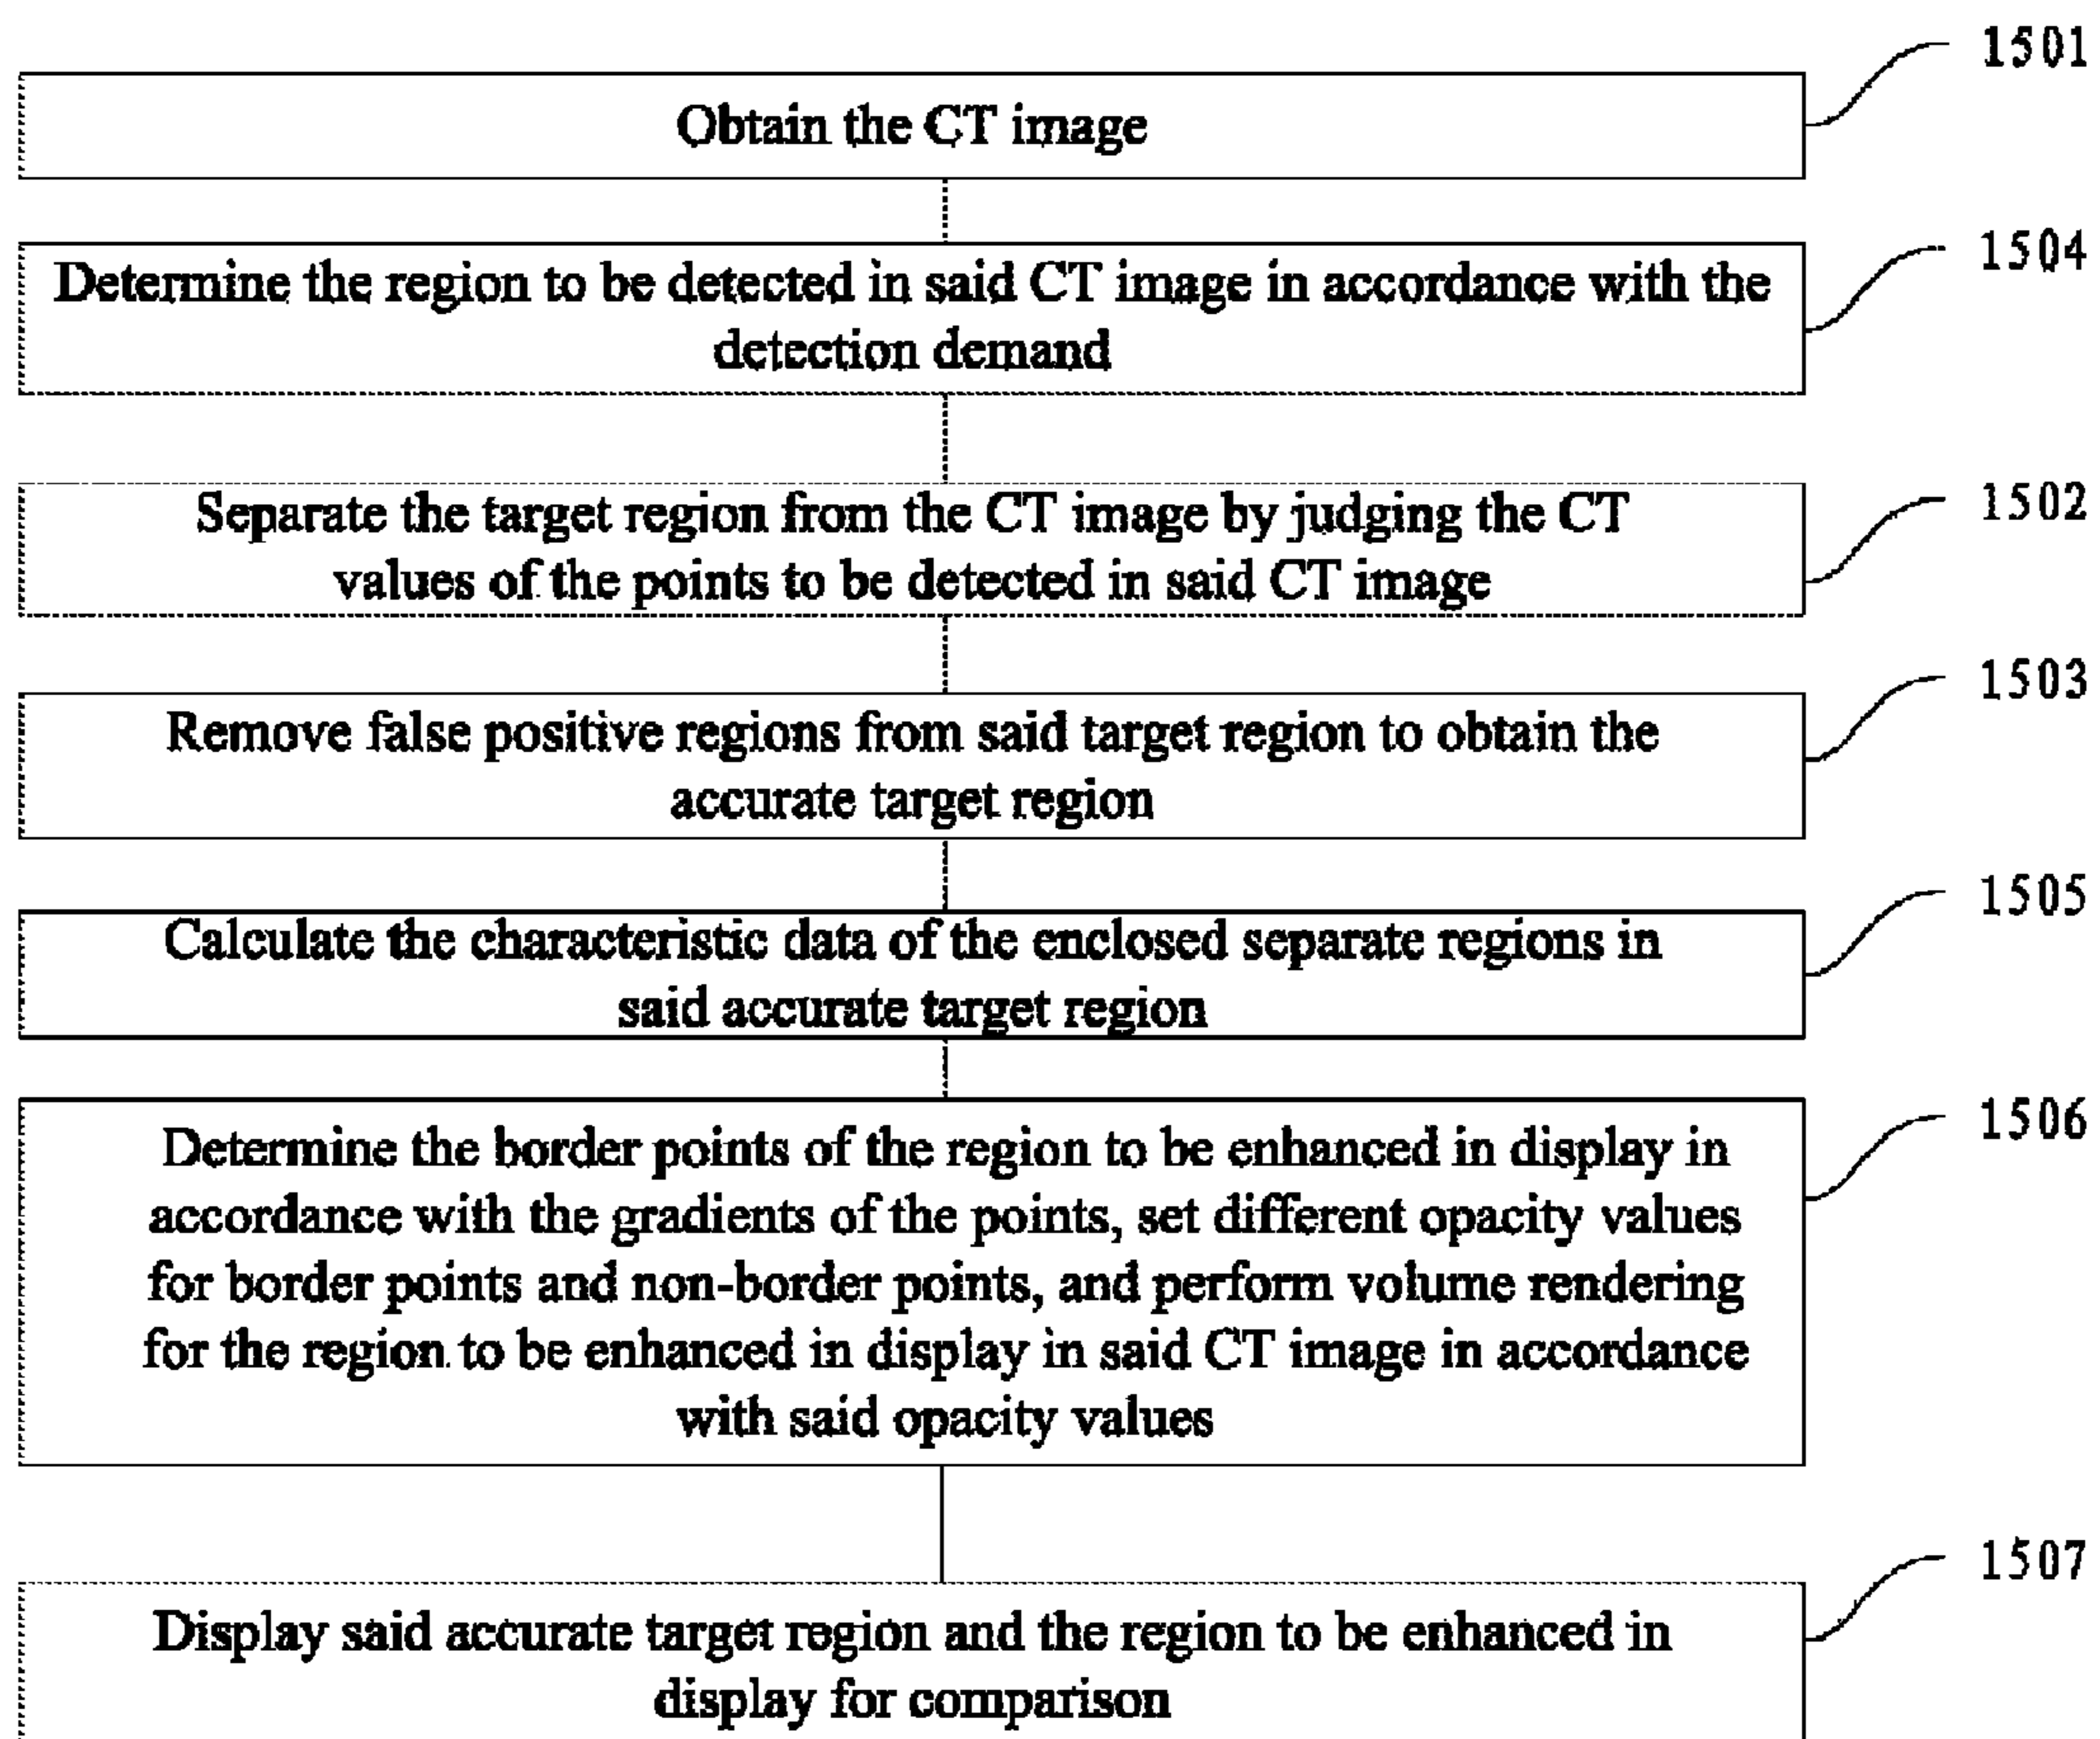 1501
Obtain the CT image
1504
Determine the region to be detected in said CT image in accordance with the
detection demand
1502
Separate the target region from the CT image by judging the CT
values of the points to be detected in said CT image
1503
Remove false positive regions from said target region to obtain the
accurate target region
1505
Calculate the characteristic data of the enclosed separate regions in
said accurate target region
1506
Determine the border points of the region to be enhanced in display in
accordance with the gradients of the points, set different opacity values
for border points and non-border points, and perform volume rendering
for the region to be enhanced in display in said CT image in accordance
with said opacity values
1507
Display said accurate target region and the region to be enhanced in
display for comparison